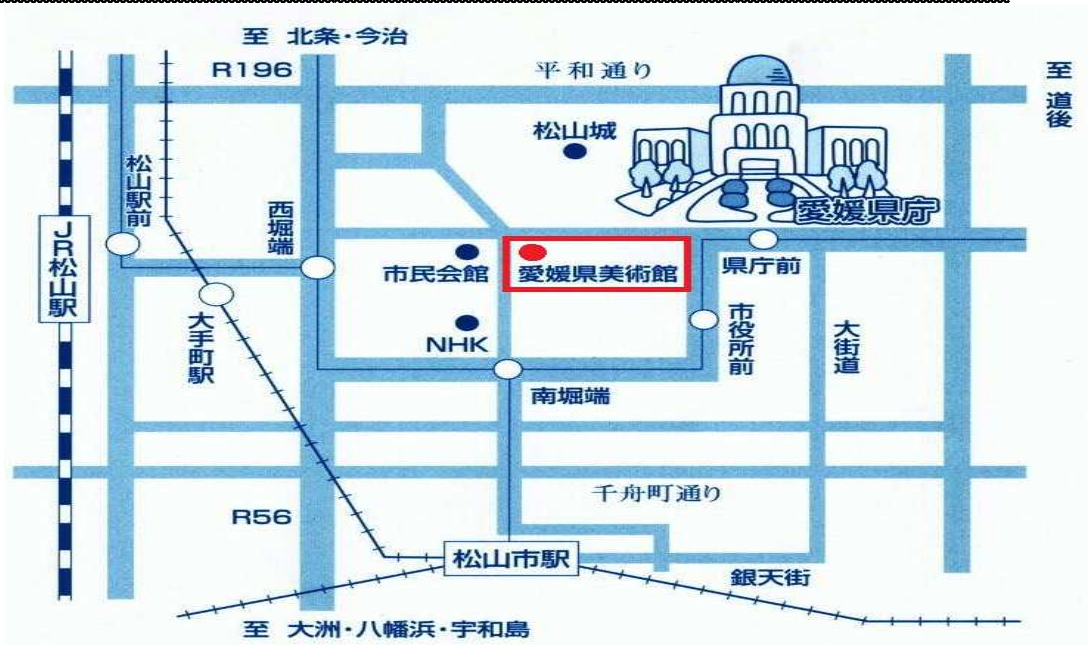 至 北条・今治
R196
平和通り
至 道後
松山城
松山駅前
愛媛県庁
西堀端
JR松山駅
市民会館
愛媛県美術館
県庁前
大手町駅
NHK
市役所前
大街道
南堀端
千舟町通り
R56
松山市駅
銀天街
至 大洲・八幡浜・宇和島